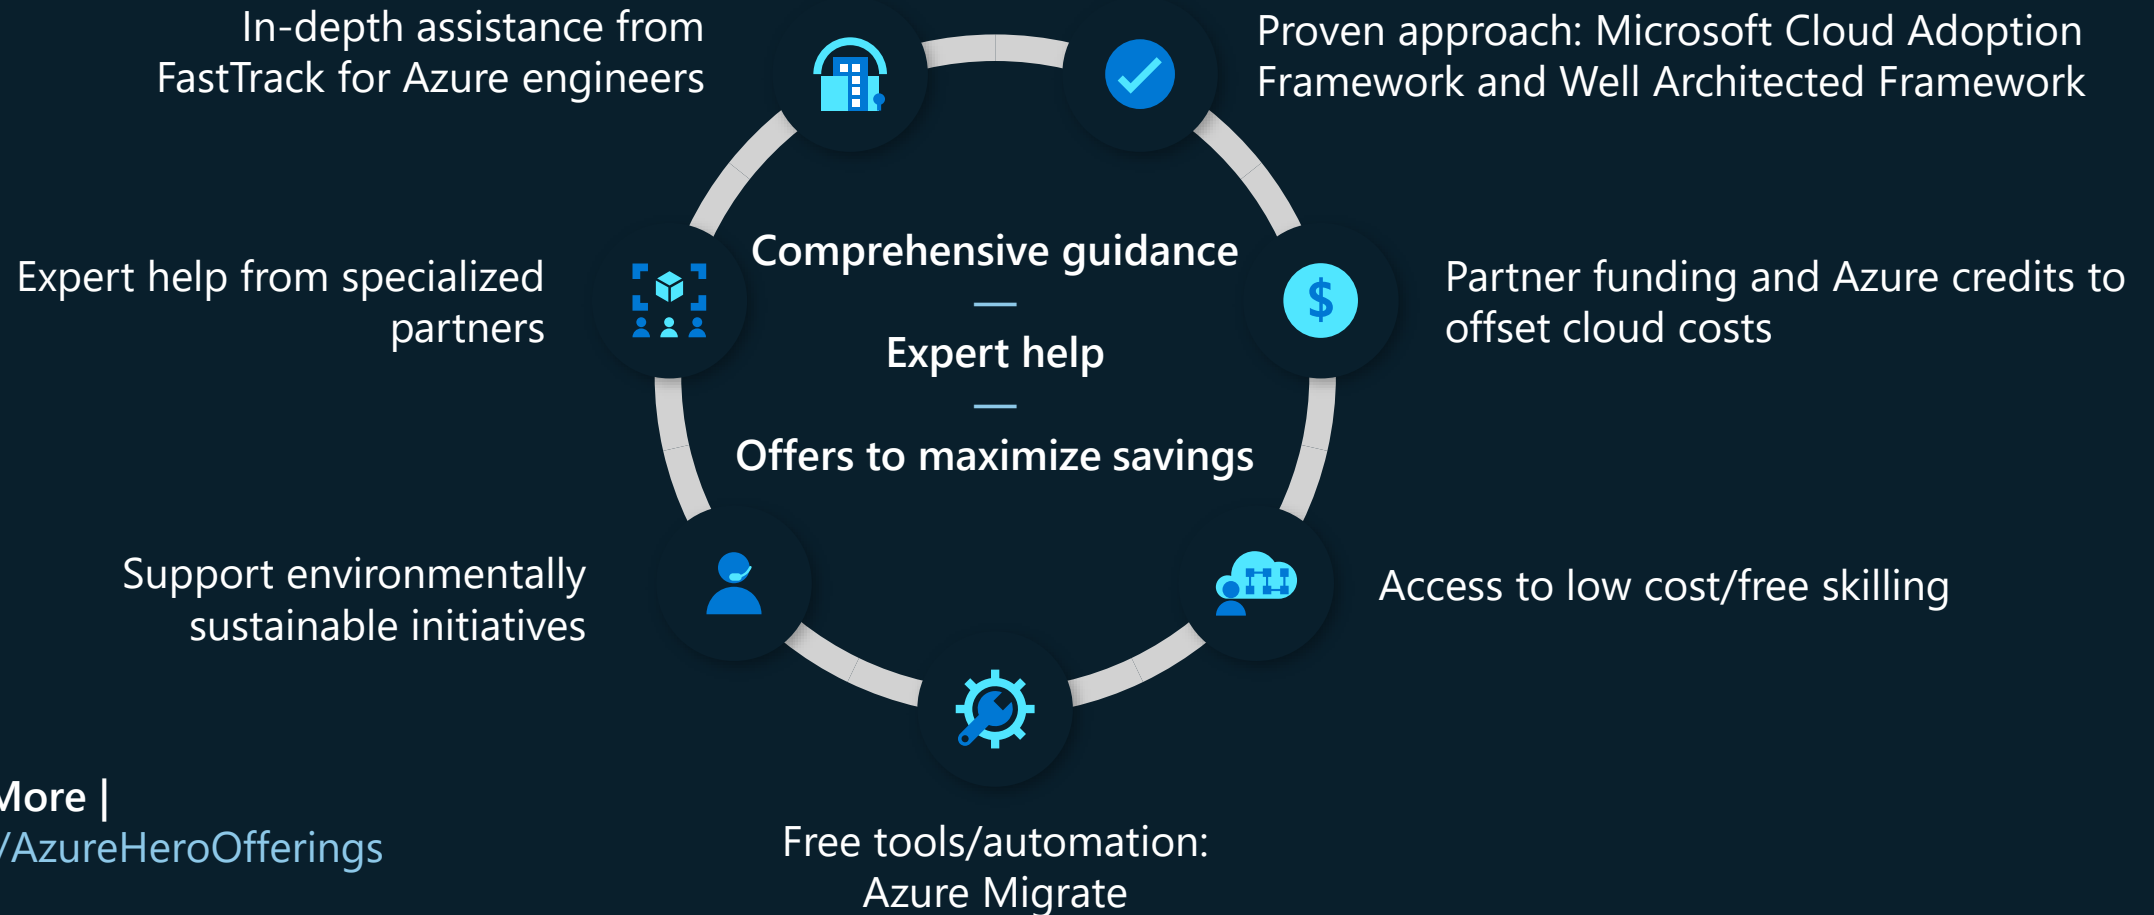 In-depth assistance from
FastTrack for Azure engineers
Proven approach: Microsoft Cloud Adoption
Framework and Well Architected Framework
Expert help from specialized
partners
Comprehensive guidance
Expert help
Offers to maximize savings
$
Partner funding and Azure credits to
offset cloud costs
Support environmentally
sustainable initiatives
Access to low cost/free skilling
More |
/AzureHeroOfferings
Free tools/automation:
Azure Migrate